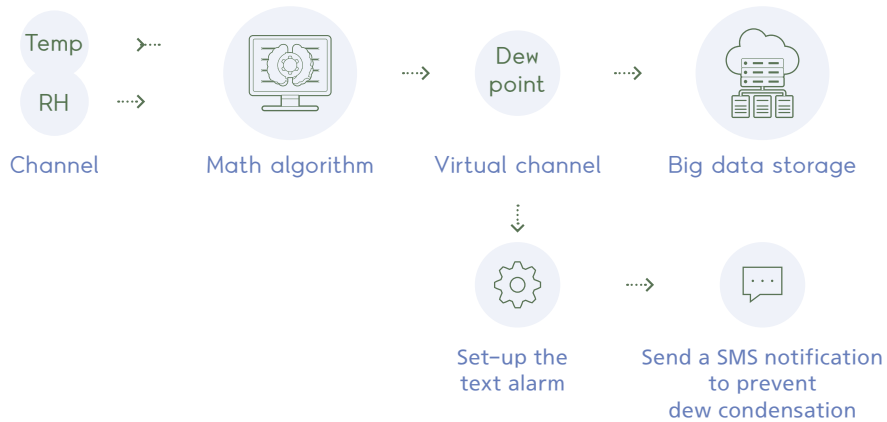 Temp
RH
Dew
point
Channel
Math algorithm
Virtual channel
Big data storage
Set-up the
text alarm
Send a SMS notification
to prevent
dew condensation